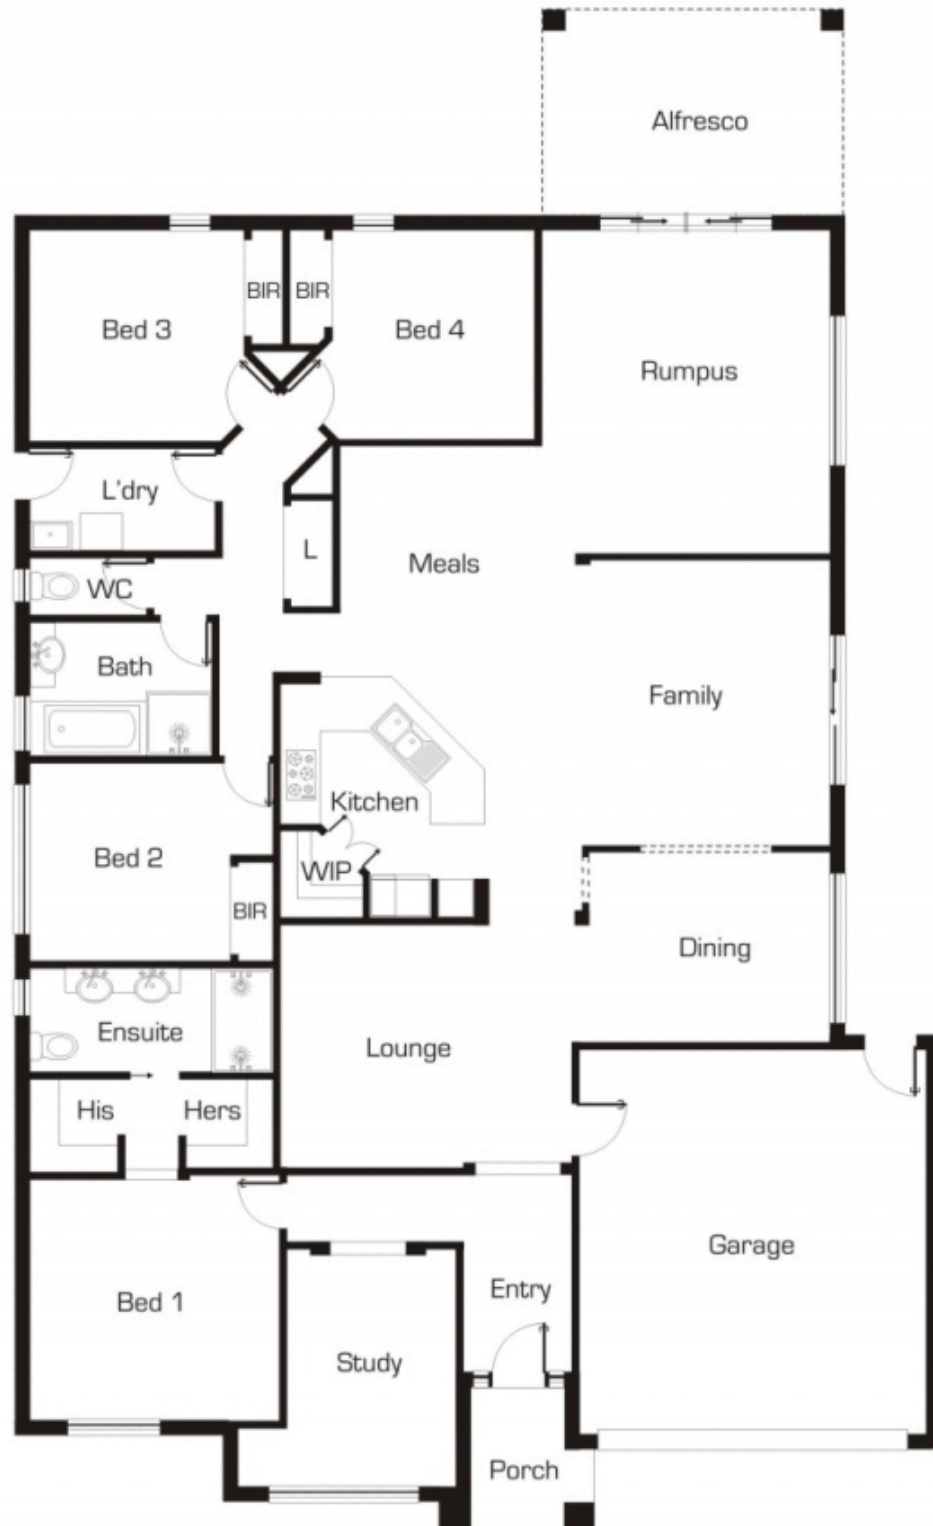 Alfresco
BIR
BIR
Bed 3
Bed 4
Rumpus
L'dry
L
Meals
WC
Bath
Family
Kitchen
Bed 2
WIP
BIR
Dining
Ensuite
Lounge
His
Hers
Garage
Entry
Bed 1
Study
Porch